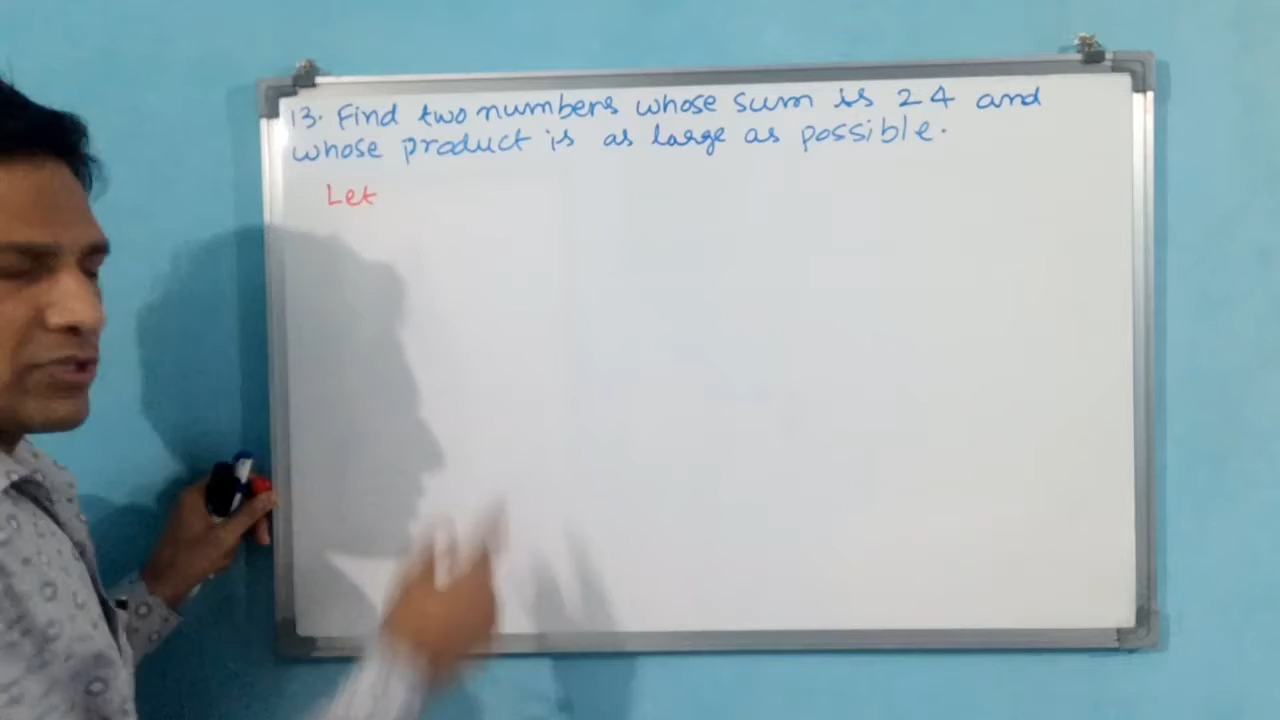 13. Find two numbers whose sum is 24 and
whose product is as large as possible.
Let